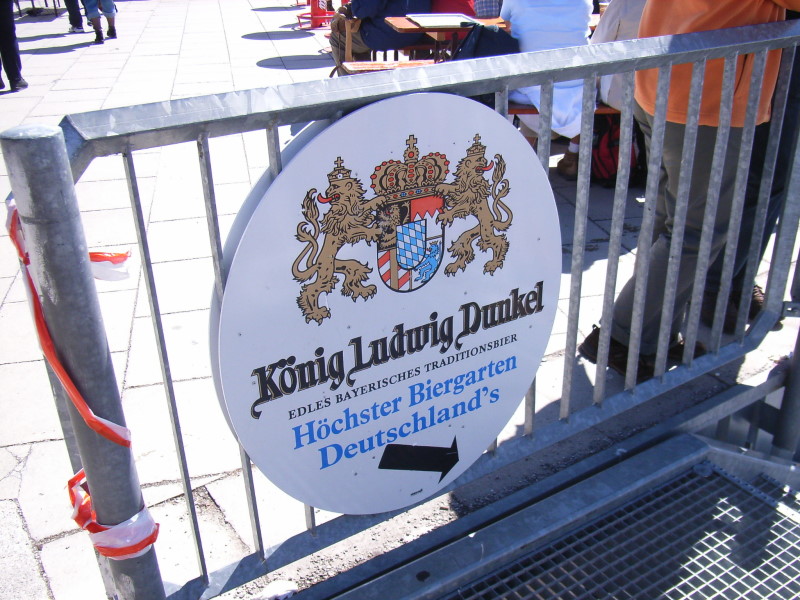 König Ludwig Dunkel
EDLES BAYERISCHES TRADITIONSBIER
Höchster Biergarten
Deutschland's